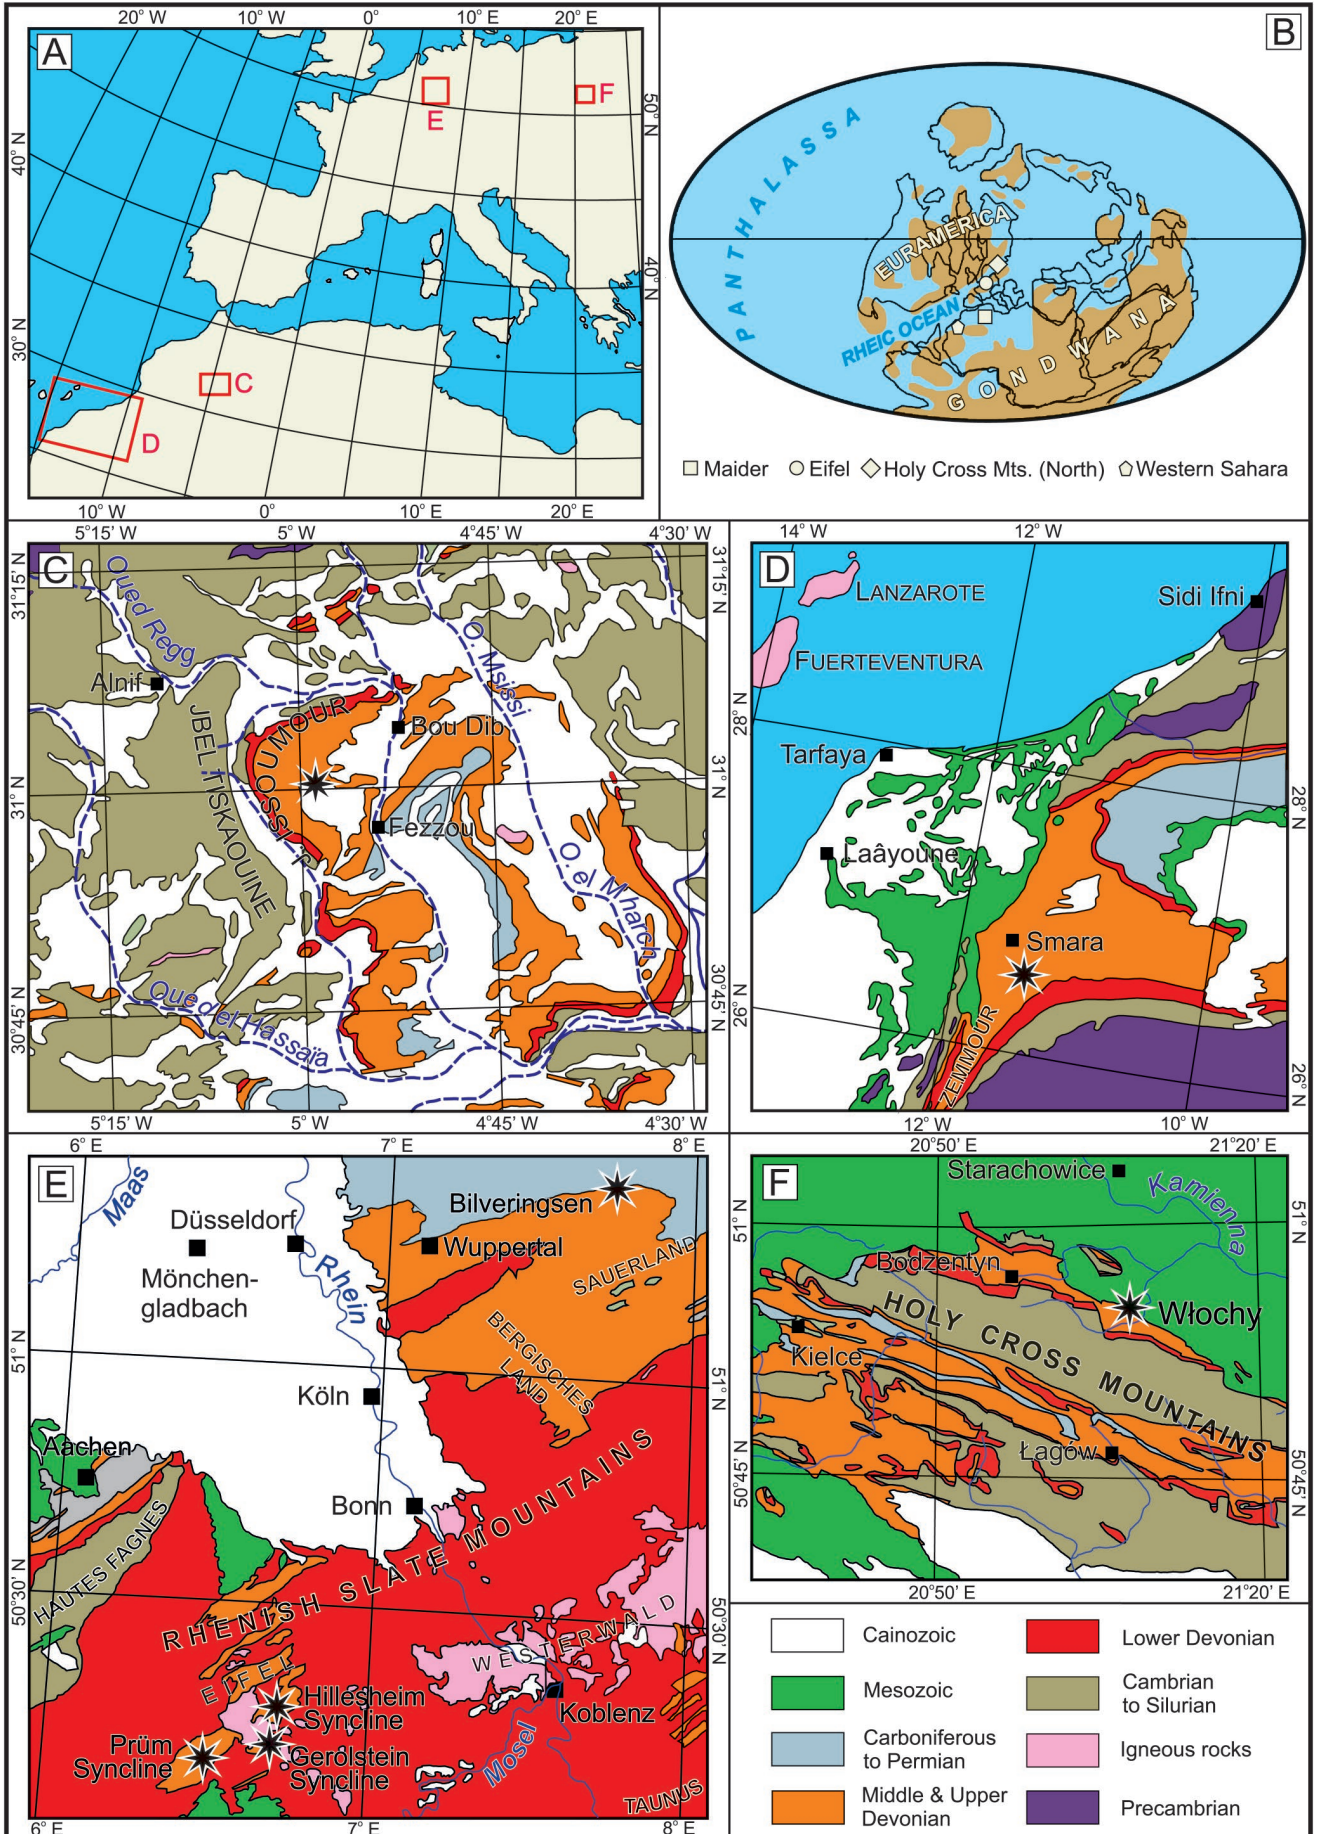 A
20° W
10° W
0°
10° E
20° E
40° N
30° N
50° N
40° N
10° W
0°
10° E
20° E
E
F
C
D
B
PANTHALASSA
EURAMERICA
RHEIC OCEAN
GONDWANA
Maider
Eifel
Holy Cross Mts. (North)
Western Sahara
C
5°15' W
5° W
4°45' W
4°30' W
31°15' N
31° N
30°45' N
31°15' N
31° N
30°45' N
5°15' W
5° W
4°45' W
4°30' W
Oued Regg
O. Msissi
Alnif
JBEL TISKAOUINE
J. ISSOUMOUR
Bou Dib
Fezzou
O. el M'harch
Oued el Hassaïa
D
14° W
12° W
28° N
26° N
28° N
26° N
12° W
10° W
LANZAROTE
Sidi Ifni
FUERTEVENTURA
Tarfaya
Laâyoune
Smara
ZEMMOUR
E
6° E
7° E
8° E
51° N
50°30' N
51° N
50°30' N
6° E
7° E
8° E
Maas
Bilveringsen
Düsseldorf
Wuppertal
Mönchen-
gladbach
Rhein
SAUERLAND
BERGISCHES
LAND
Köln
Aachen
Bonn
HAUTES FAGNES
RHENISH SLATE MOUNTAINS
WESTERWALD
EIFEL
Hillesheim
Syncline
Koblenz
Prüm
Syncline
Gerolstein
Syncline
Mosel
TAUNUS
F
20°50' E
21°20' E
51° N
50°45' N
51° N
50°45' N
20°50' E
21°20' E
Starachowice
Kamienna
Bodzentyn
Włochy
HOLY CROSS MOUNTAINS
Kielce
Łagów
Cainozoic
Mesozoic
Carboniferous
to Permian
Middle & Upper
Devonian
Lower Devonian
Cambrian
to Silurian
Igneous rocks
Precambrian